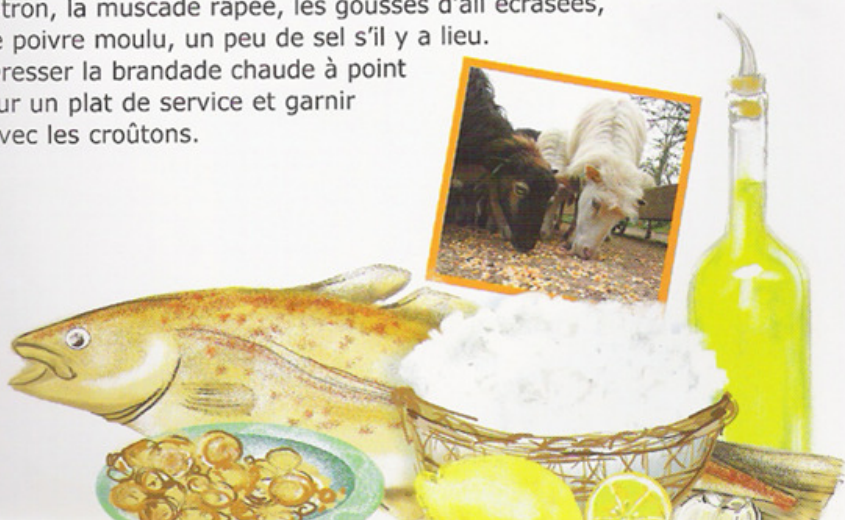 tron, la muscade râpée, les gousses d'ail écrasées,
poivre moulu, un peu de sel s'il y a lieu.
resser la brandade chaude à point
ur un plat de service et garnir
vec les croûtons.